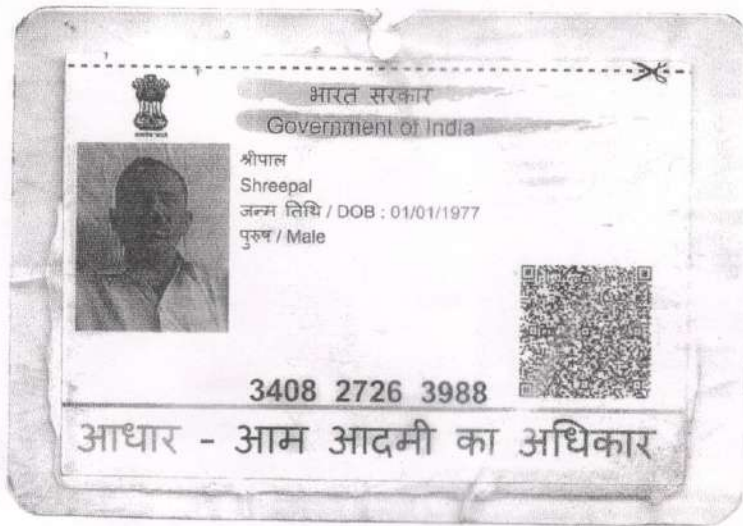 भारत सरकार
Government of India
श्रीपाल
Shreepal
जन्म तिथि / DOB : 01/01/1977
पुरुष / Male
3408 2726 3988
आधार - आम आदमी का अधिकार